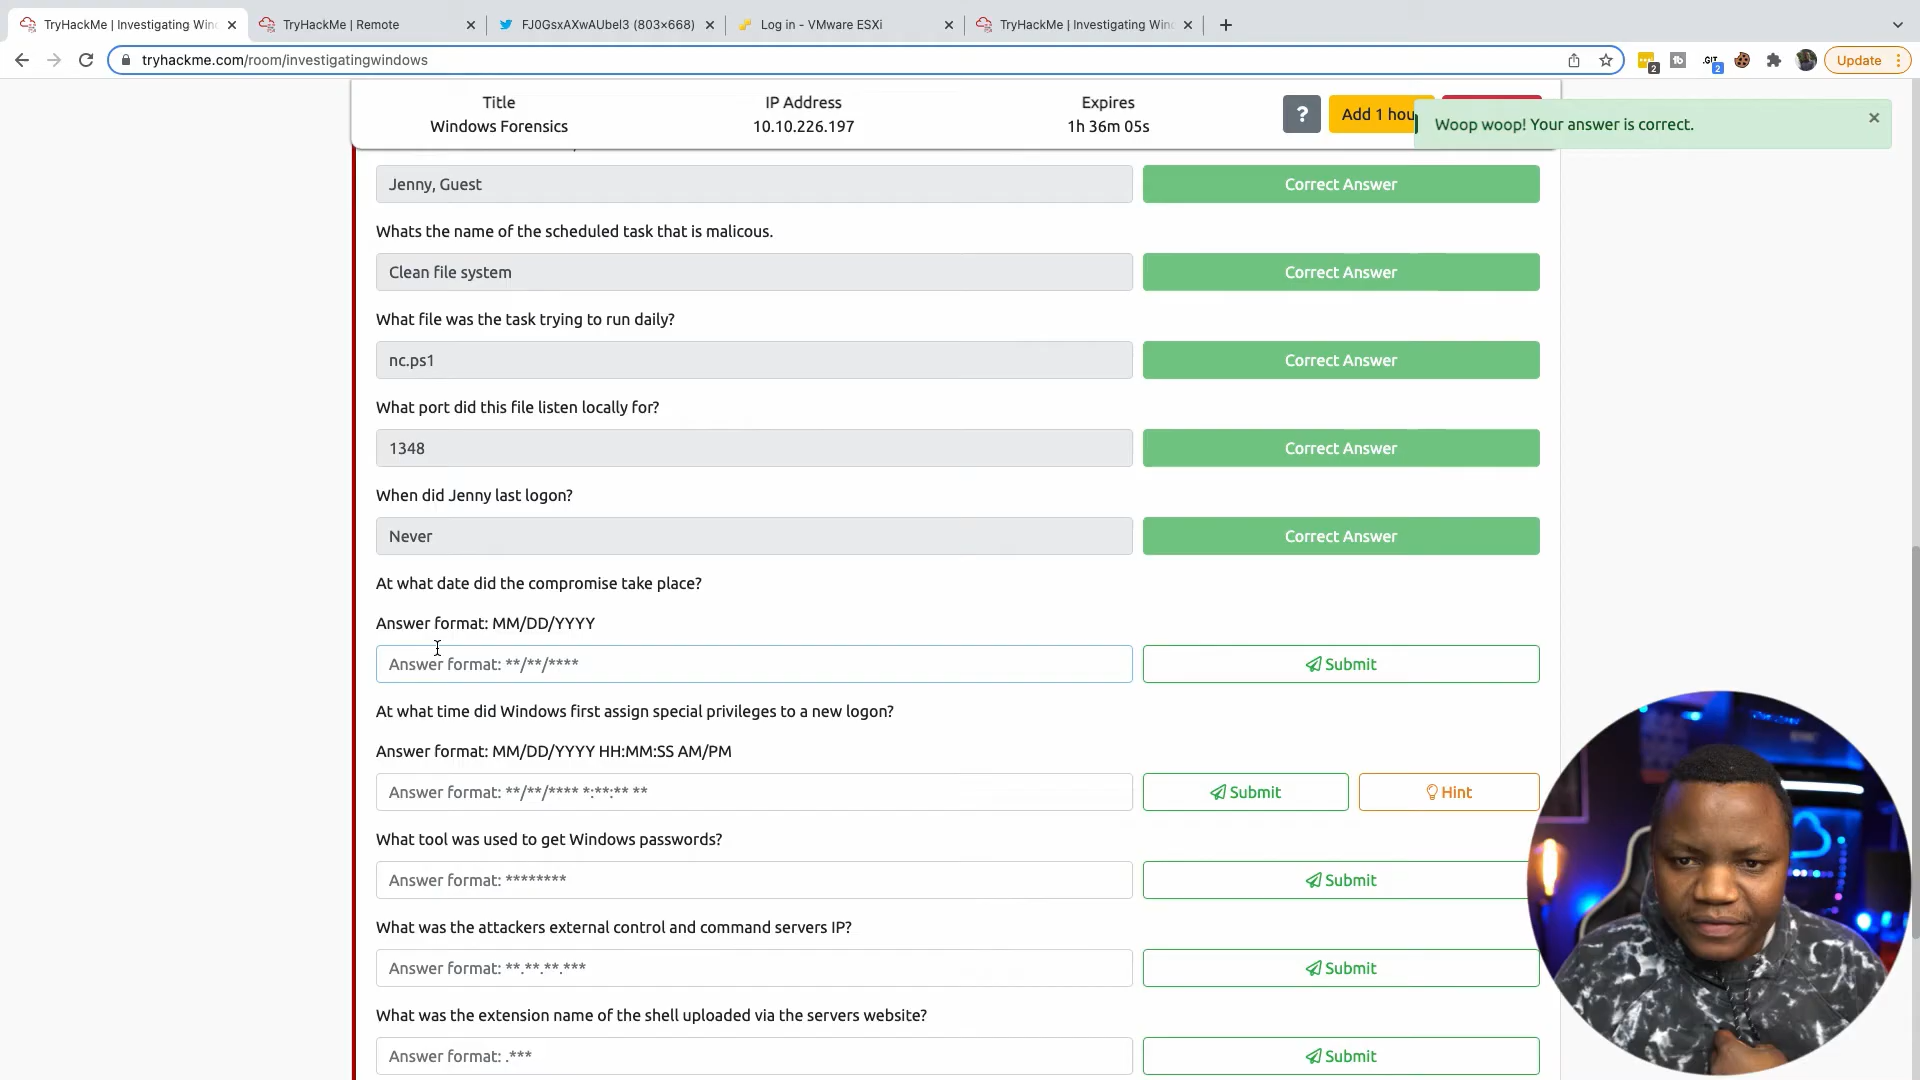 TryHackMe | Investigating Wind
TryHackMe | Remote
FJ0GsxAXwAUbel3 (803×668)
Log in - VMware ESXi
TryHackMe | Investigating Wind
tryhackme.com/room/investigatingwindows
2
.GIT
2
Update
Title
Windows Forensics
IP Address
10.10.226.197
Expires
1h 36m 05s
?
Add 1 hou
Woop woop! Your answer is correct.
Jenny, Guest
Correct Answer
Whats the name of the scheduled task that is malicous.
Clean file system
Correct Answer
What file was the task trying to run daily?
nc.ps1
Correct Answer
What port did this file listen locally for?
1348
Correct Answer
When did Jenny last logon?
Never
Correct Answer
At what date did the compromise take place?
Answer format: MM/DD/YYYY
Answer format: **/**/****
Submit
At what time did Windows first assign special privileges to a new logon?
Answer format: MM/DD/YYYY HH:MM:SS AM/PM
Answer format: **/**/**** *:**:** **
Submit
Hint
What tool was used to get Windows passwords?
Answer format: ********
Submit
What was the attackers external control and command servers IP?
Answer format: **.**.**.***
Submit
What was the extension name of the shell uploaded via the servers website?
Answer format: .***
Submit